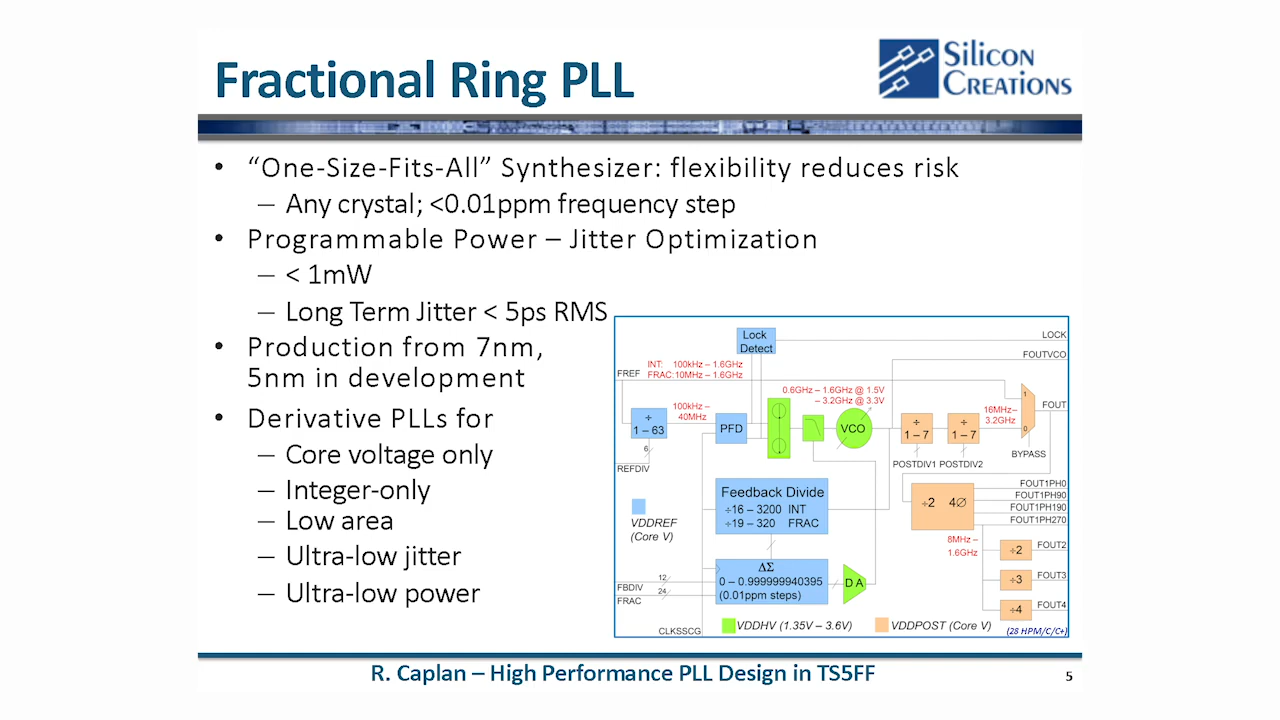 Fractional Ring PLL
Silicon
Creations
• “One-Size-Fits-All” Synthesizer: flexibility reduces risk
– Any crystal; <0.01ppm frequency step
• Programmable Power – Jitter Optimization
– < 1mW
– Long Term Jitter < 5ps RMS
• Production from 7nm,
5nm in development
• Derivative PLLs for
– Core voltage only
– Integer-only
– Low area
– Ultra-low jitter
– Ultra-low power
Lock
Detect
LOCK
FOUTVCO
INT: 100kHz – 1.6GHz
FREF
FRAC:10MHz – 1.6GHz
0.6GHz – 1.6GHz @ 1.5V
– 3.2GHz @ 3.3V
1
FOUT
100kHz –
40MHz
16MHz–
3.2GHz
÷
1 – 63
PFD
VCO
÷
1 – 7
÷
1 – 7
0
6
REFDIV
BYPASS
POSTDIV1 POSTDIV2
FOUT1PH0
FOUT1PH90
FOUT1PH190
FOUT1PH270
÷2 4∅
Feedback Divide
÷16 – 3200 INT
÷19 – 320 FRAC
VDDREF
(Core V)
8MHz –
1.6GHz
÷2
FOUT2
÷3
FOUT3
÷4
FOUT4
ΔΣ
0 – 0.999999940395
(0.01ppm steps)
D A
12
FBDIV
24
FRAC
CLKSSCG
VDDHV (1.35V – 3.6V)
VDDPOST (Core V)
(28 HPM/C/C+)
R. Caplan – High Performance PLL Design in TS5FF
5